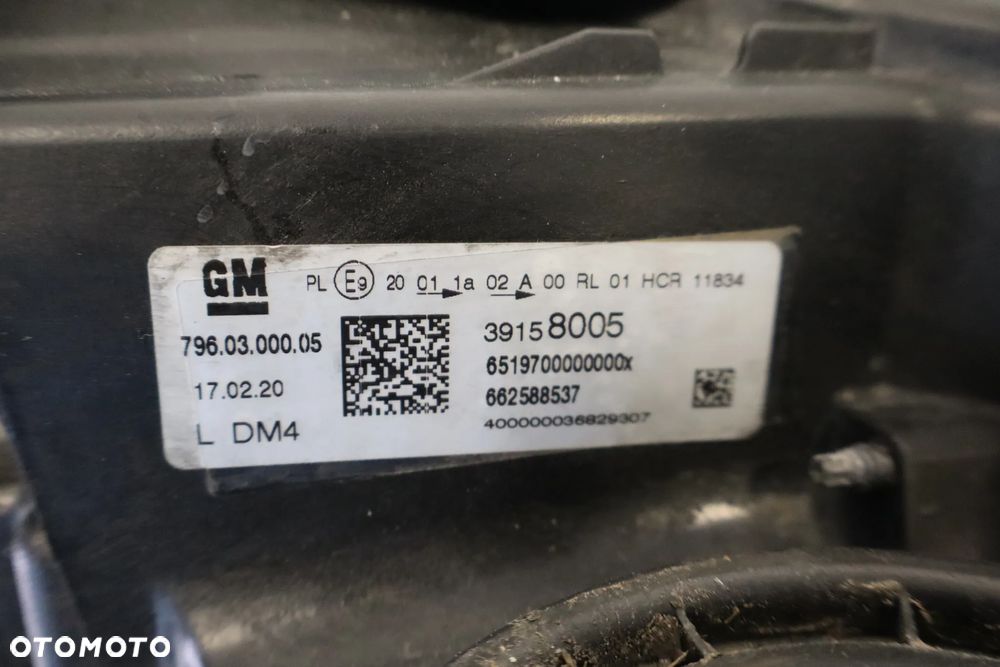 GM
PL E9 20 01 1a 02 A 00 RL 01 HCR 11834
796.03.000.05
39158005
6519700000000x
17.02.20
662588537
L DM4
400000036829307
OTOMOTO